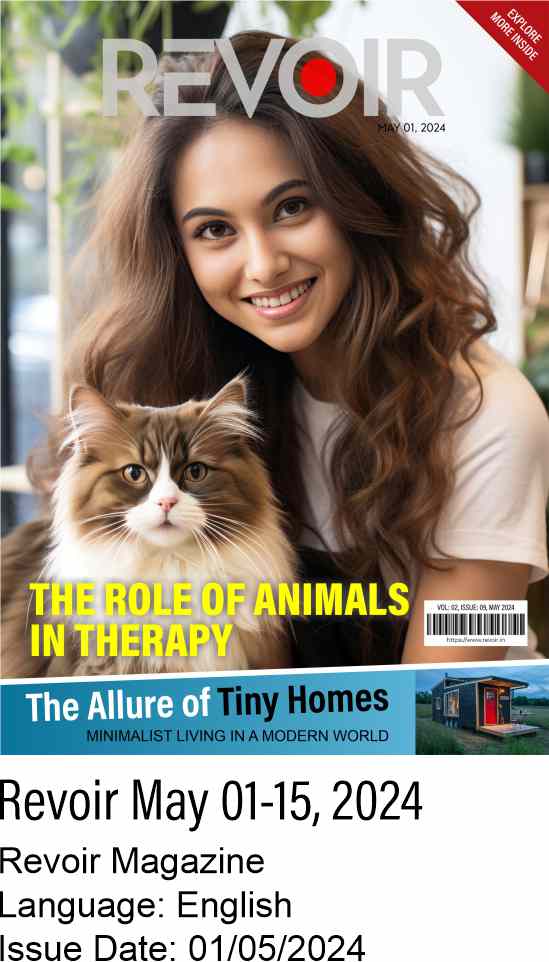 EXPLORE
MORE INSIDE
REVOIR
MAY 01, 2024
THE ROLE OF ANIMALS
IN THERAPY
VOL: 02, ISSUE: 09, MAY 2024
https://www.revoir.in
The Allure of Tiny Homes
MINIMALIST LIVING IN A MODERN WORLD
Revoir May 01-15, 2024
Revoir Magazine
Language: English
Issue Date: 01/05/2024